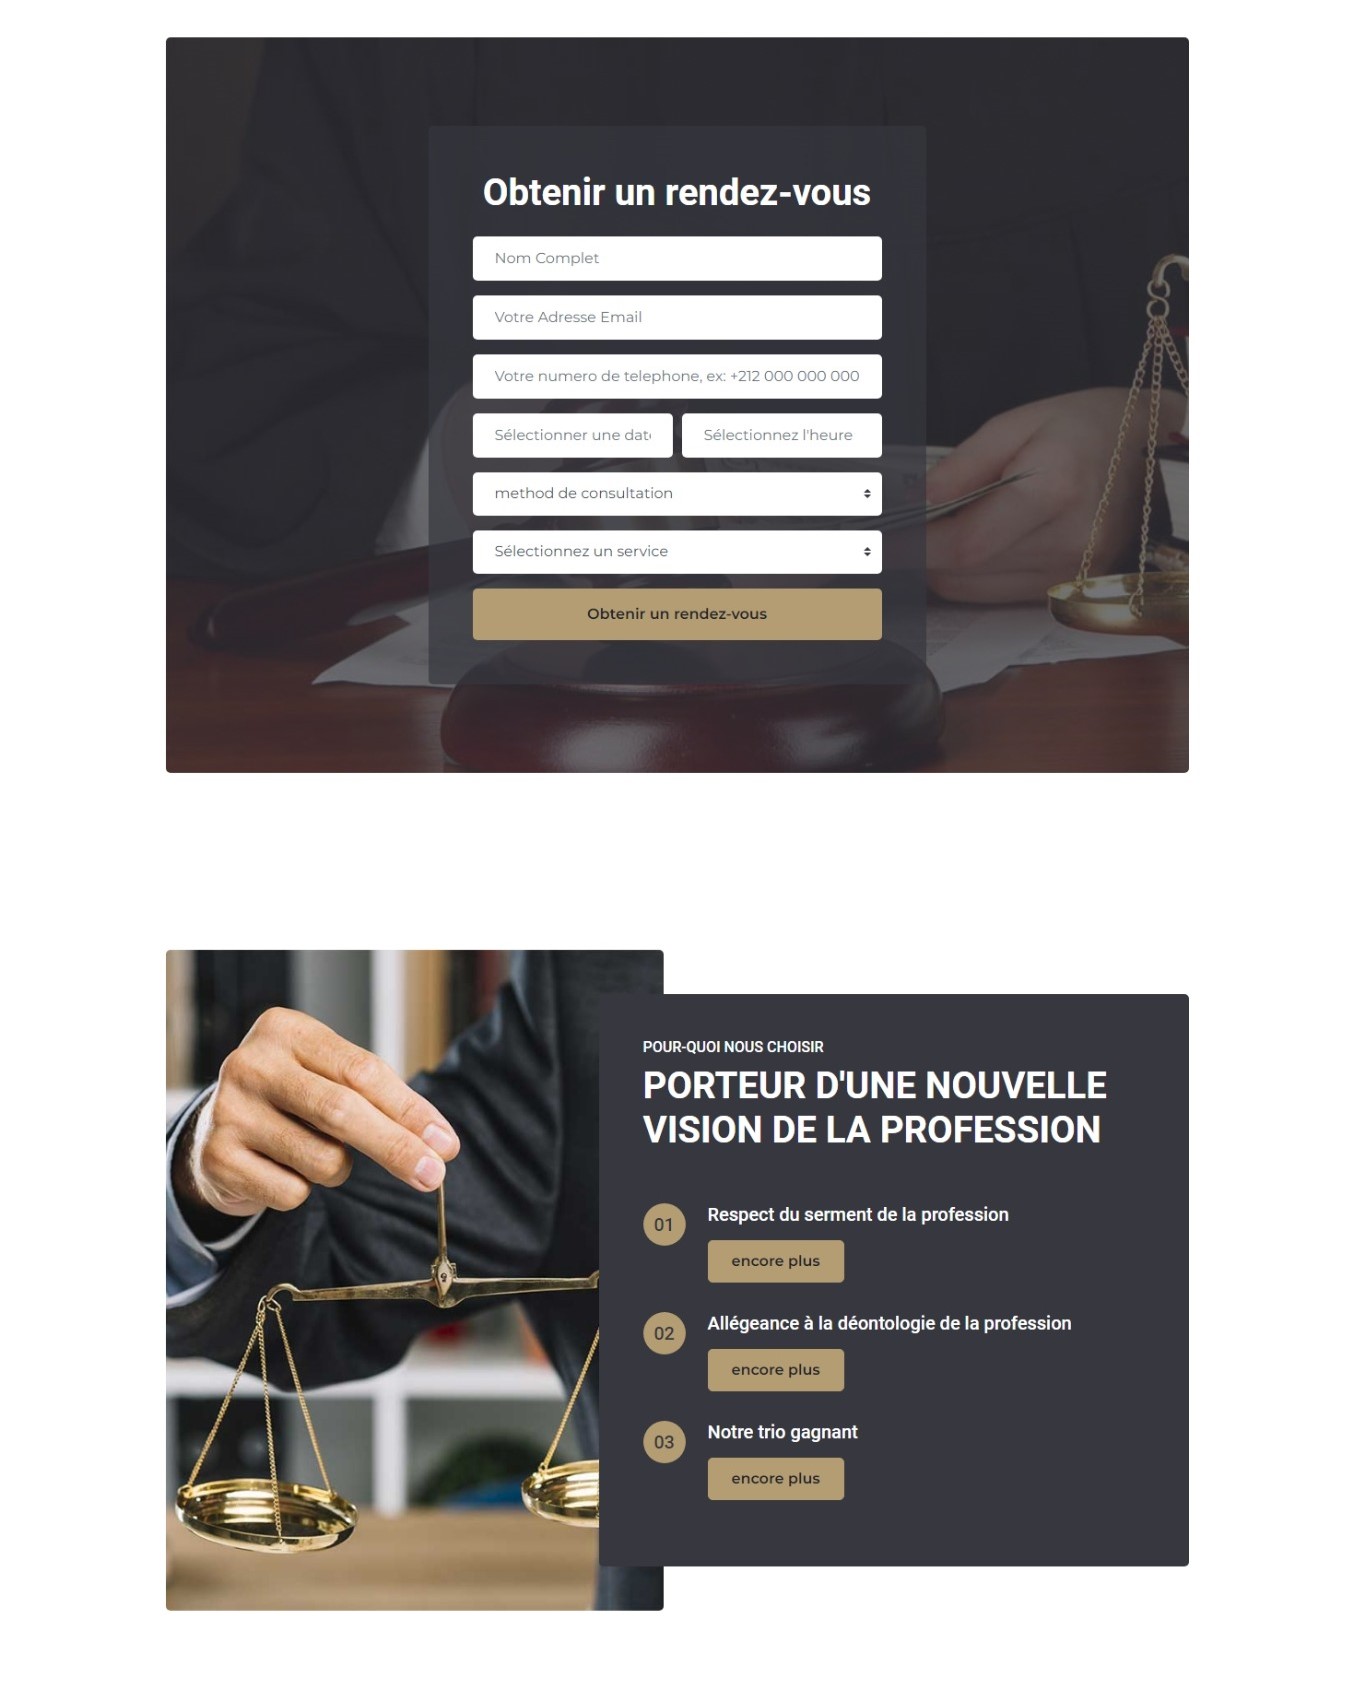 Obtenir un rendez-vous
Nom Complet
Votre Adresse Email
Votre numero de telephone, ex: +212 000 000 000
Sélectionner une dat
Sélectionnez l'heure
method de consultation
Sélectionnez un service
Obtenir un rendez-vous
POUR-QUOI NOUS CHOISIR
PORTEUR D'UNE NOUVELLE
VISION DE LA PROFESSION
01
Respect du serment de la profession
encore plus
02
Allégeance à la déontologie de la profession
encore plus
03
Notre trio gagnant
encore plus